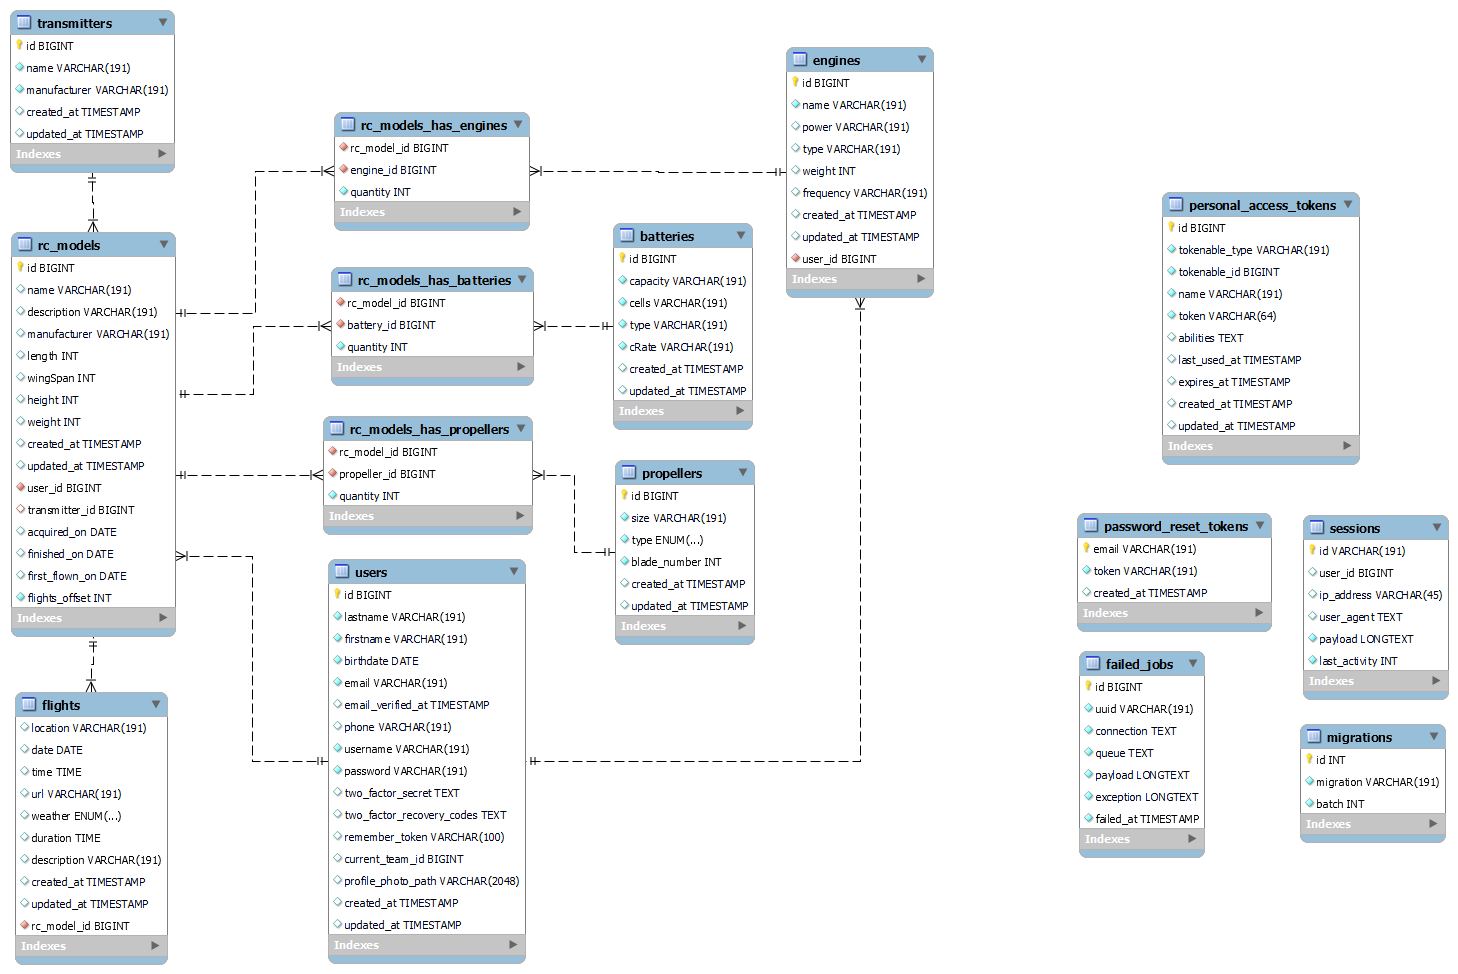 transmitters
id BIGINT
name VARCHAR(191)
manufacturer VARCHAR(191)
created_at TIMESTAMP
updated_at TIMESTAMP
Indexes
rc_models
id BIGINT
name VARCHAR(191)
description VARCHAR(191)
manufacturer VARCHAR(191)
length INT
wingSpan INT
height INT
weight INT
created_at TIMESTAMP
updated_at TIMESTAMP
user_id BIGINT
transmitter_id BIGINT
acquired_on DATE
finished_on DATE
first_flown_on DATE
flights_offset INT
Indexes
flights
location VARCHAR(191)
date DATE
time TIME
url VARCHAR(191)
weather ENUM(...)
duration TIME
description VARCHAR(191)
created_at TIMESTAMP
updated_at TIMESTAMP
rc_model_id BIGINT
Indexes
rc_models_has_engines
rc_model_id BIGINT
engine_id BIGINT
quantity INT
Indexes
rc_models_has_batteries
rc_model_id BIGINT
battery_id BIGINT
quantity INT
Indexes
rc_models_has_propellers
rc_model_id BIGINT
propeller_id BIGINT
quantity INT
Indexes
users
id BIGINT
lastname VARCHAR(191)
firstname VARCHAR(191)
birthdate DATE
email VARCHAR(191)
email_verified_at TIMESTAMP
phone VARCHAR(191)
username VARCHAR(191)
password VARCHAR(191)
two_factor_secret TEXT
two_factor_recovery_codes TEXT
remember_token VARCHAR(100)
current_team_id BIGINT
profile_photo_path VARCHAR(2048)
created_at TIMESTAMP
updated_at TIMESTAMP
Indexes
batteries
id BIGINT
capacity VARCHAR(191)
cells VARCHAR(191)
type VARCHAR(191)
cRate VARCHAR(191)
created_at TIMESTAMP
updated_at TIMESTAMP
Indexes
propellers
id BIGINT
size VARCHAR(191)
type ENUM(...)
blade_number INT
created_at TIMESTAMP
updated_at TIMESTAMP
Indexes
engines
id BIGINT
name VARCHAR(191)
power VARCHAR(191)
type VARCHAR(191)
weight INT
frequency VARCHAR(191)
created_at TIMESTAMP
updated_at TIMESTAMP
user_id BIGINT
Indexes
personal_access_tokens
id BIGINT
tokenable_type VARCHAR(191)
tokenable_id BIGINT
name VARCHAR(191)
token VARCHAR(64)
abilities TEXT
last_used_at TIMESTAMP
expires_at TIMESTAMP
created_at TIMESTAMP
updated_at TIMESTAMP
Indexes
password_reset_tokens
email VARCHAR(191)
token VARCHAR(191)
created_at TIMESTAMP
Indexes
failed_jobs
id BIGINT
uuid VARCHAR(191)
connection TEXT
queue TEXT
payload LONGTEXT
exception LONGTEXT
failed_at TIMESTAMP
Indexes
sessions
id VARCHAR(191)
user_id BIGINT
ip_address VARCHAR(45)
user_agent TEXT
payload LONGTEXT
last_activity INT
Indexes
migrations
id INT
migration VARCHAR(191)
batch INT
Indexes